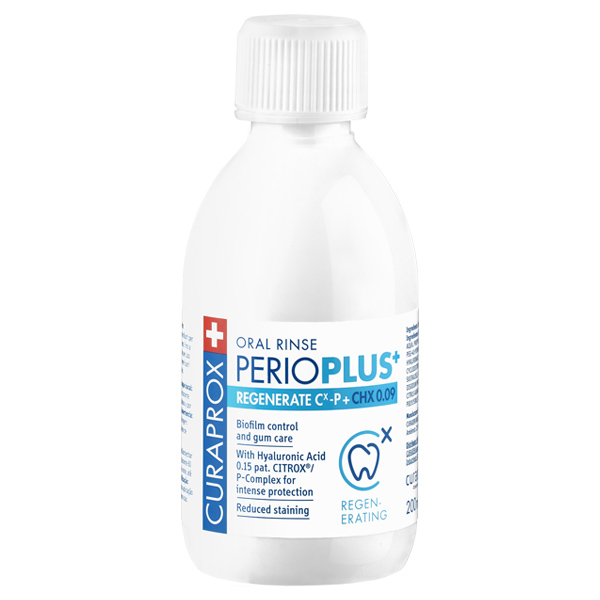 CURAPROX
ORAL RINSE
PERIOPLUS+
REGENERATE Cˣ-P + CHX 0.09
Biofilm control
and gum care
With Hyaluronic Acid
0.15 pat. CITROX®/
P-Complex for
intense protection
Reduced staining
X
REGEN-
ERATING